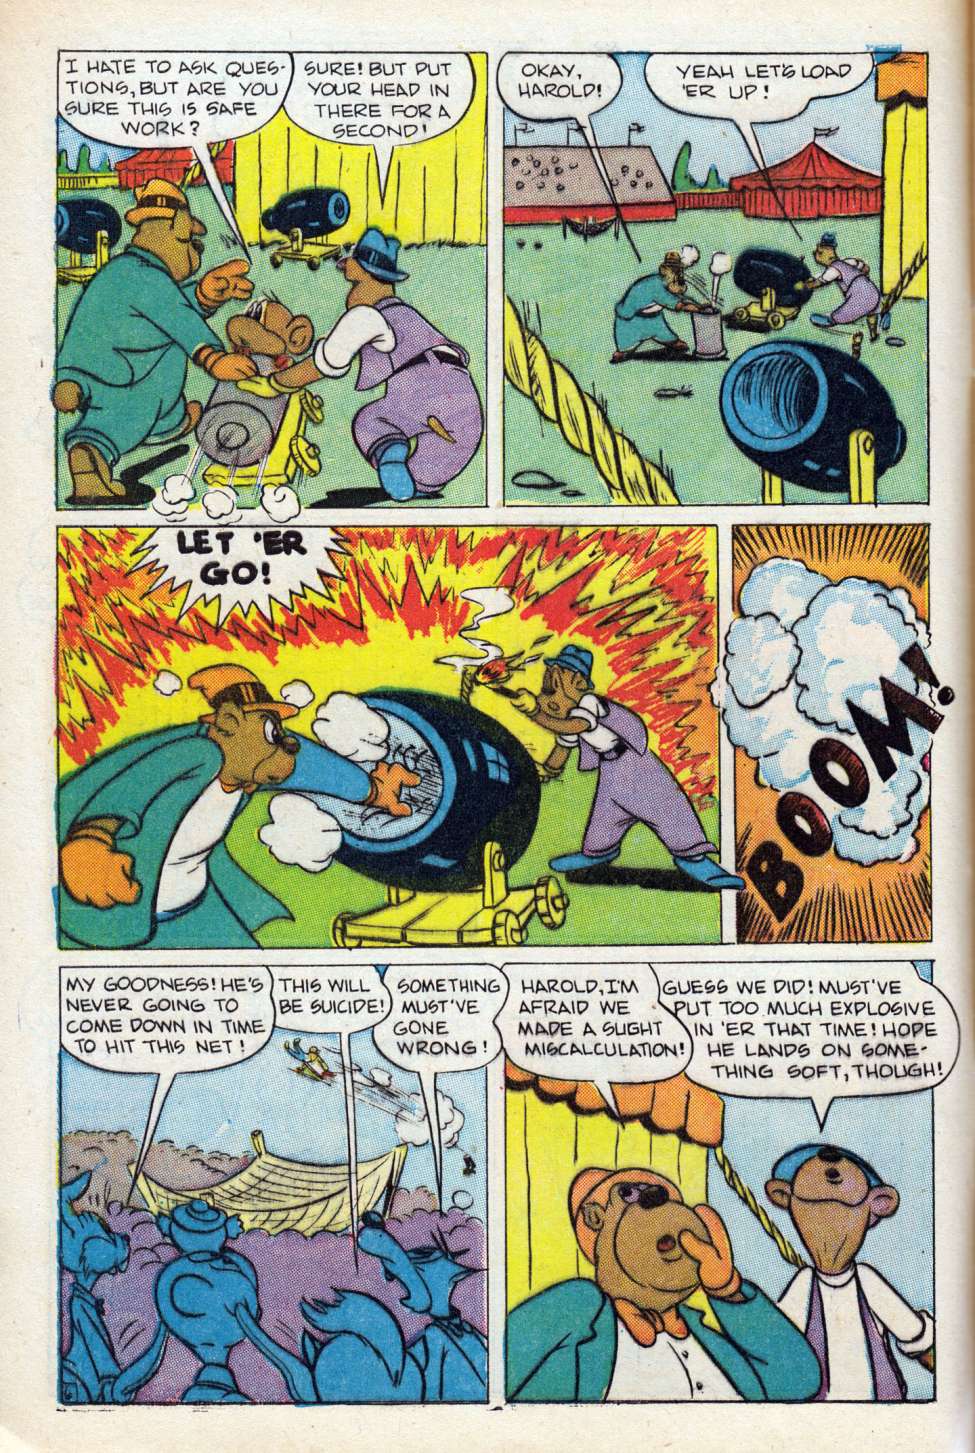 I HATE TO ASK QUES-
TIONS, BUT ARE YOU
SURE THIS IS SAFE
WORK?
SURE! BUT PUT
YOUR HEAD IN
THERE FOR A
SECOND!
OKAY,
HAROLD!
YEAH LET'S LOAD
'ER UP!
LET 'ER
GO!
BOOM!
MY GOODNESS! HE'S
NEVER GOING TO
COME DOWN IN TIME
TO HIT THIS NET!
THIS WILL
BE SUICIDE!
SOMETHING
MUST'VE
GONE
WRONG!
HAROLD, I'M
AFRAID WE
MADE A SLIGHT
MISCALCULATION!
GUESS WE DID! MUST'VE
PUT TOO MUCH EXPLOSIVE
IN 'ER THAT TIME! HOPE
HE LANDS ON SOME-
THING SOFT, THOUGH!
6